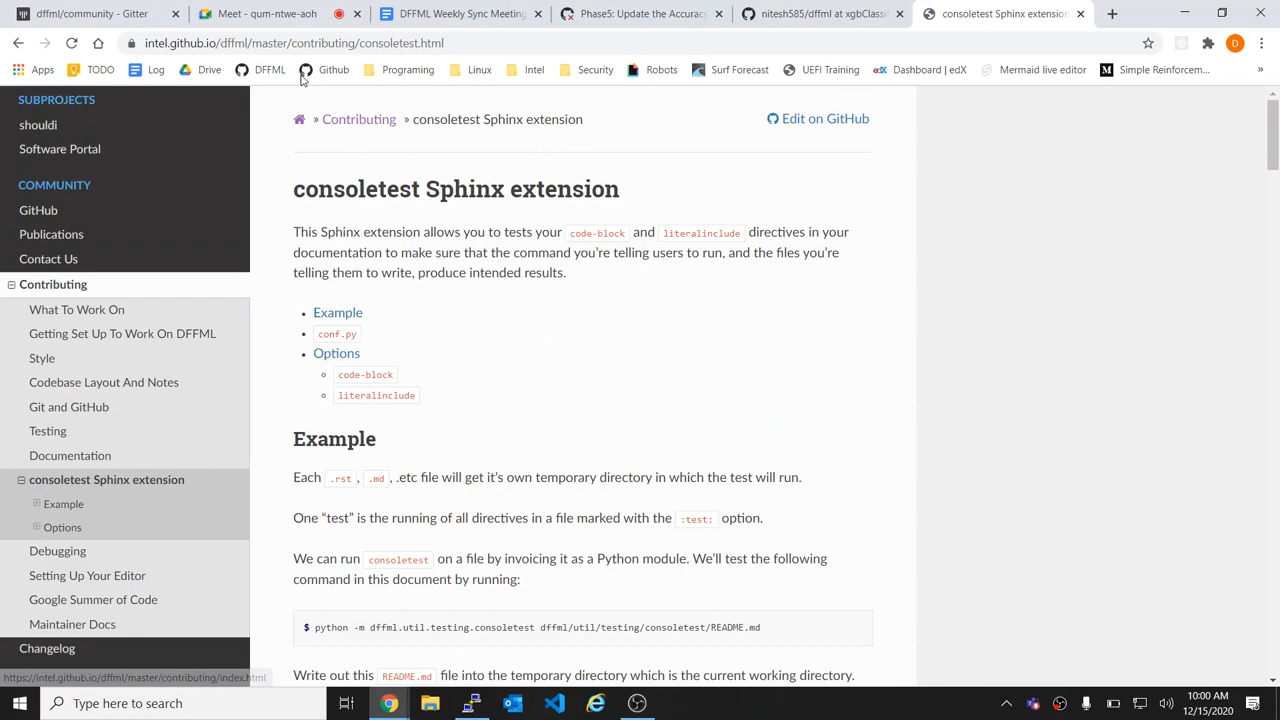 dffml/community - Gitter
Meet - qum-ntwe-aoh
DFFML Weekly Sync Meeting
Phase5: Update the Accuracy
nitesh585/dffml at xgbClassi
consoletest Sphinx extension
intel.github.io/dffml/master/contributing/consoletest.html
D
Apps
TODO
Log
Drive
DFFML
Github
Programing
Linux
Intel
Security
Robots
Surf Forecast
UEFI Training
Dashboard | edX
Mermaid live editor
Simple Reinforcem...
»
SUBPROJECTS
shouldi
Software Portal
COMMUNITY
GitHub
Publications
Contact Us
Contributing
What To Work On
Getting Set Up To Work On DFFML
Style
Codebase Layout And Notes
Git and GitHub
Testing
Documentation
consoletest Sphinx extension
Example
Options
Debugging
Setting Up Your Editor
Google Summer of Code
Maintainer Docs
Changelog
https://intel.github.io/dffml/master/contributing/index.html
» Contributing » consoletest Sphinx extension
Edit on GitHub
consoletest Sphinx extension
This Sphinx extension allows you to tests your code-block and literalinclude directives in your
documentation to make sure that the command you're telling users to run, and the files you're
telling them to write, produce intended results.
• Example
• conf.py
• Options
code-block
literalinclude
Example
Each .rst, .md, .etc file will get it's own temporary directory in which the test will run.
One “test” is the running of all directives in a file marked with the :test: option.
We can run consoletest on a file by invoicing it as a Python module. We'll test the following
command in this document by running:
$ python -m dffml.util.testing.consoletest dffml/util/testing/consoletest/README.md
Write out this README.md file into the temporary directory which is the current working directory.
Type here to search
10:00 AM
12/15/2020